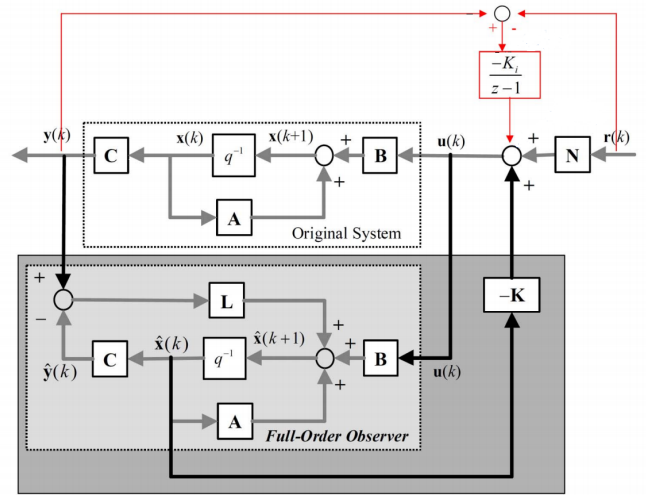 + -
-K_i
z-1
y(k) x(k) x(k+1) + u(k) + r(k)
C q⁻¹ B N
+ +
A
Original System
+
L −K
− x̂(k) x̂(k+1) +
ŷ(k) C q⁻¹ + B u(k)
+
A
Full-Order Observer